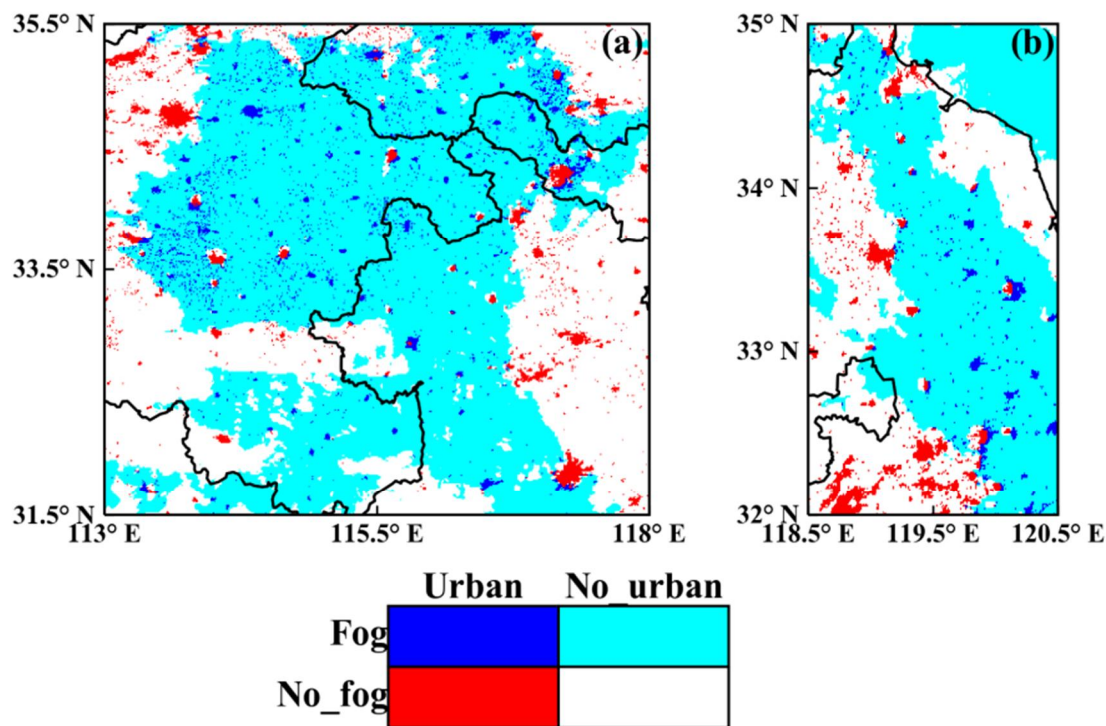 35.5° N
(a)
33.5° N
31.5° N
113° E
115.5° E
118° E
35° N
(b)
34° N
33° N
32° N
118.5° E
119.5° E
120.5° E
Urban
No_urban
Fog
No_fog